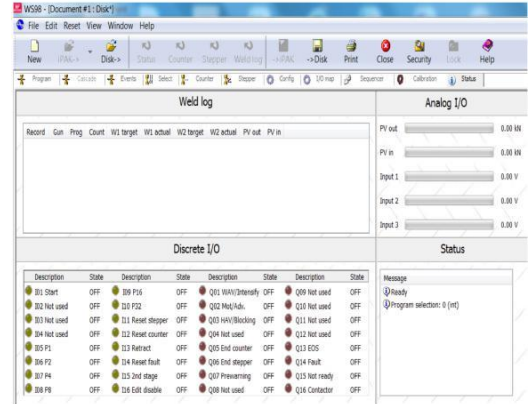 WS98 - [Document #1 : Disk*]
File Edit Reset View Window Help
New iPAK-> Disk-> Status Counter Stepper Weld log ->iPAK ->Disk Print Close Security Lock Help
Program Cascade Events Select Counter Stepper Config I/O map Sequencer Calibration Status
Weld log
Record Gun Prog Count W1 target W1 actual W2 target W2 actual PV out PV in
Analog I/O
PV out 0.00 kN
PV in 0.00 kN
Input 1 0.00 V
Input 2 0.00 V
Input 3 0.00 V
Discrete I/O
Description State Description State Description State Description State
I01 Start OFF I09 P16 OFF Q01 WAV/Intensify OFF Q09 Not used OFF
I02 Not used OFF I10 P32 OFF Q02 Mot/Adv. OFF Q10 Not used OFF
I03 Not used OFF I11 Reset stepper OFF Q03 HAV/Blocking OFF Q11 Not used OFF
I04 Not used OFF I12 Reset counter OFF Q04 Not used OFF Q12 Not used OFF
I05 P1 OFF I13 Retract OFF Q05 End counter OFF Q13 EOS OFF
I06 P2 OFF I14 Reset fault OFF Q06 End stepper OFF Q14 Fault OFF
I07 P4 OFF I15 2nd stage OFF Q07 Prewarning OFF Q15 Not ready OFF
I08 P8 OFF I16 Edit disable OFF Q08 Not used OFF Q16 Contactor OFF
Status
Message
Ready
Program selection: 0 (int)